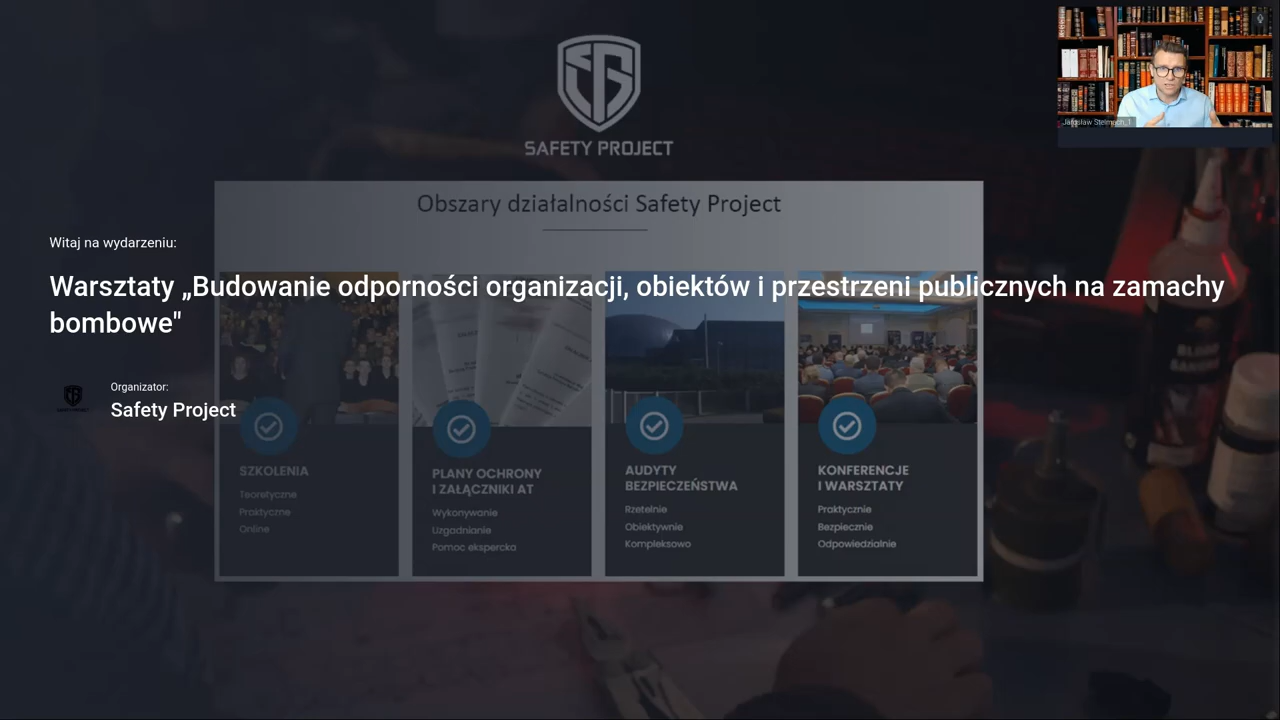 SAFETY PROJECT
Jarosław Stelmach_1
Obszary działalności Safety Project
Witaj na wydarzeniu:
Warsztaty „Budowanie odporności organizacji, obiektów i przestrzeni publicznych na zamachy
bombowe"
Organizator:
Safety Project
SZKOLENIA
Teoretyczne
Praktyczne
Online
PLANY OCHRONY
I ZAŁĄCZNIKI AT
Wykonywanie
Uzgadnianie
Pomoc ekspercka
AUDYTY
BEZPIECZEŃSTWA
Rzetelnie
Obiektywnie
Kompleksowo
KONFERENCJE
I WARSZTATY
Praktycznie
Bezpiecznie
Odpowiedzialnie